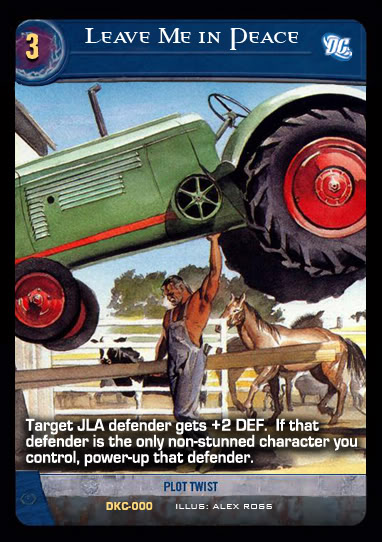 3
Leave Me in Peace
DC
Target JLA defender gets +2 DEF. If that
defender is the only non-stunned character you
control, power-up that defender.
PLOT TWIST
DKC-000 ILLUS: ALEX ROSS